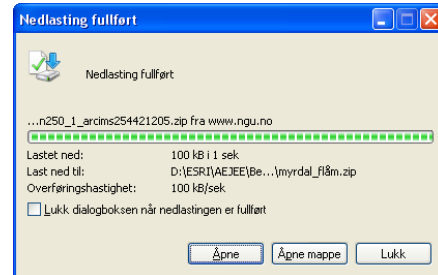 Nedlasting fullført
Nedlasting fullført
...n250_1_arcims254421205.zip fra www.ngu.no
Lastet ned: 100 kB i 1 sek
Last ned til: D:\ESRI\AEJEE\Be...\myrdal_flåm.zip
Overføringshastighet: 100 kB/sek
Lukk dialogboksen når nedlastingen er fullført
Åpne Åpne mappe Lukk